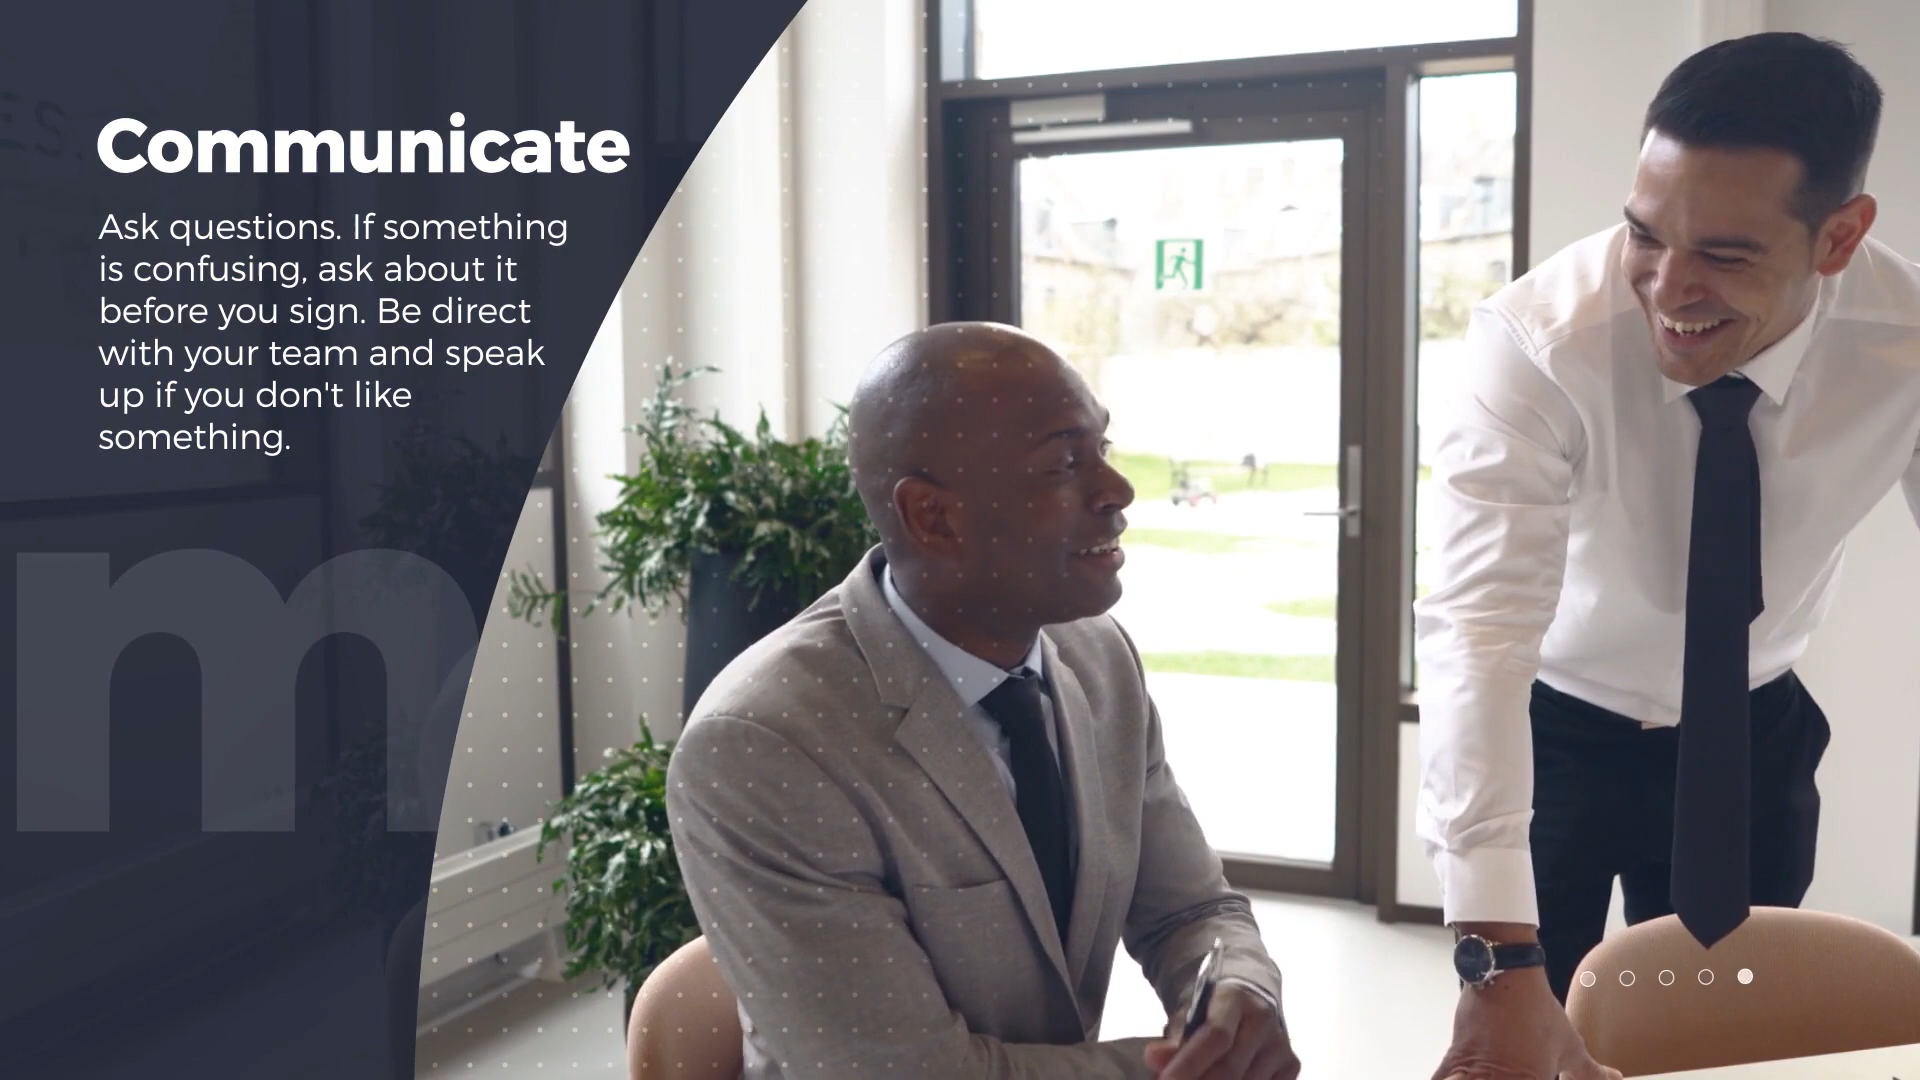 Communicate
Ask questions. If something
is confusing, ask about it
before you sign. Be direct
with your team and speak
up if you don't like
something.
m
ES.